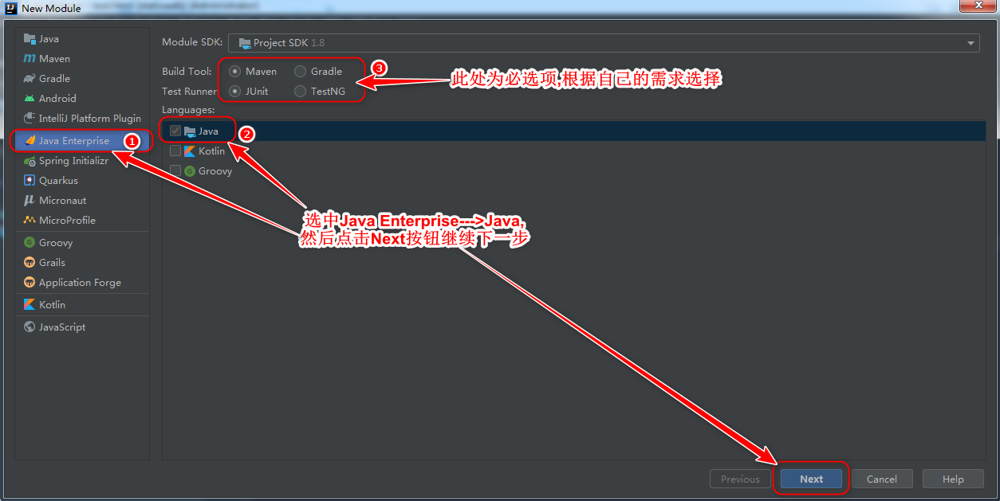 New Module
Java
Maven
Gradle
Android
IntelliJ Platform Plugin
Java Enterprise
1
Spring Initializr
Quarkus
Micronaut
MicroProfile
Groovy
Grails
Application Forge
Kotlin
JavaScript
Module SDK: Project SDK 1.8
Build Tool: Maven Gradle
3
此处为必选项,根据自己的需求选择
Test Runner JUnit TestNG
Languages:
Java
2
Kotlin
Groovy
选中Java Enterprise--->Java,
然后点击Next按钮继续下一步
Previous Next Cancel Help